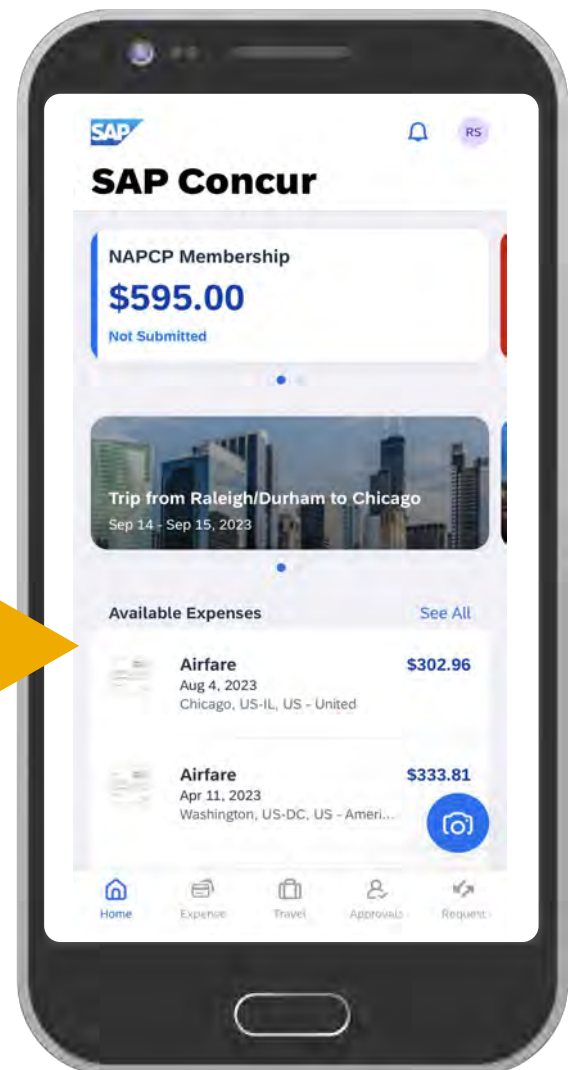 SAP
RS
SAP Concur
NAPCP Membership
$595.00
Not Submitted
Trip from Raleigh/Durham to Chicago
Sep 14 - Sep 15, 2023
Available Expenses See All
Airfare $302.96
Aug 4, 2023
Chicago, US-IL, US - United
Airfare $333.81
Apr 11, 2023
Washington, US-DC, US - Ameri...
Home Expense Travel Approvals Request